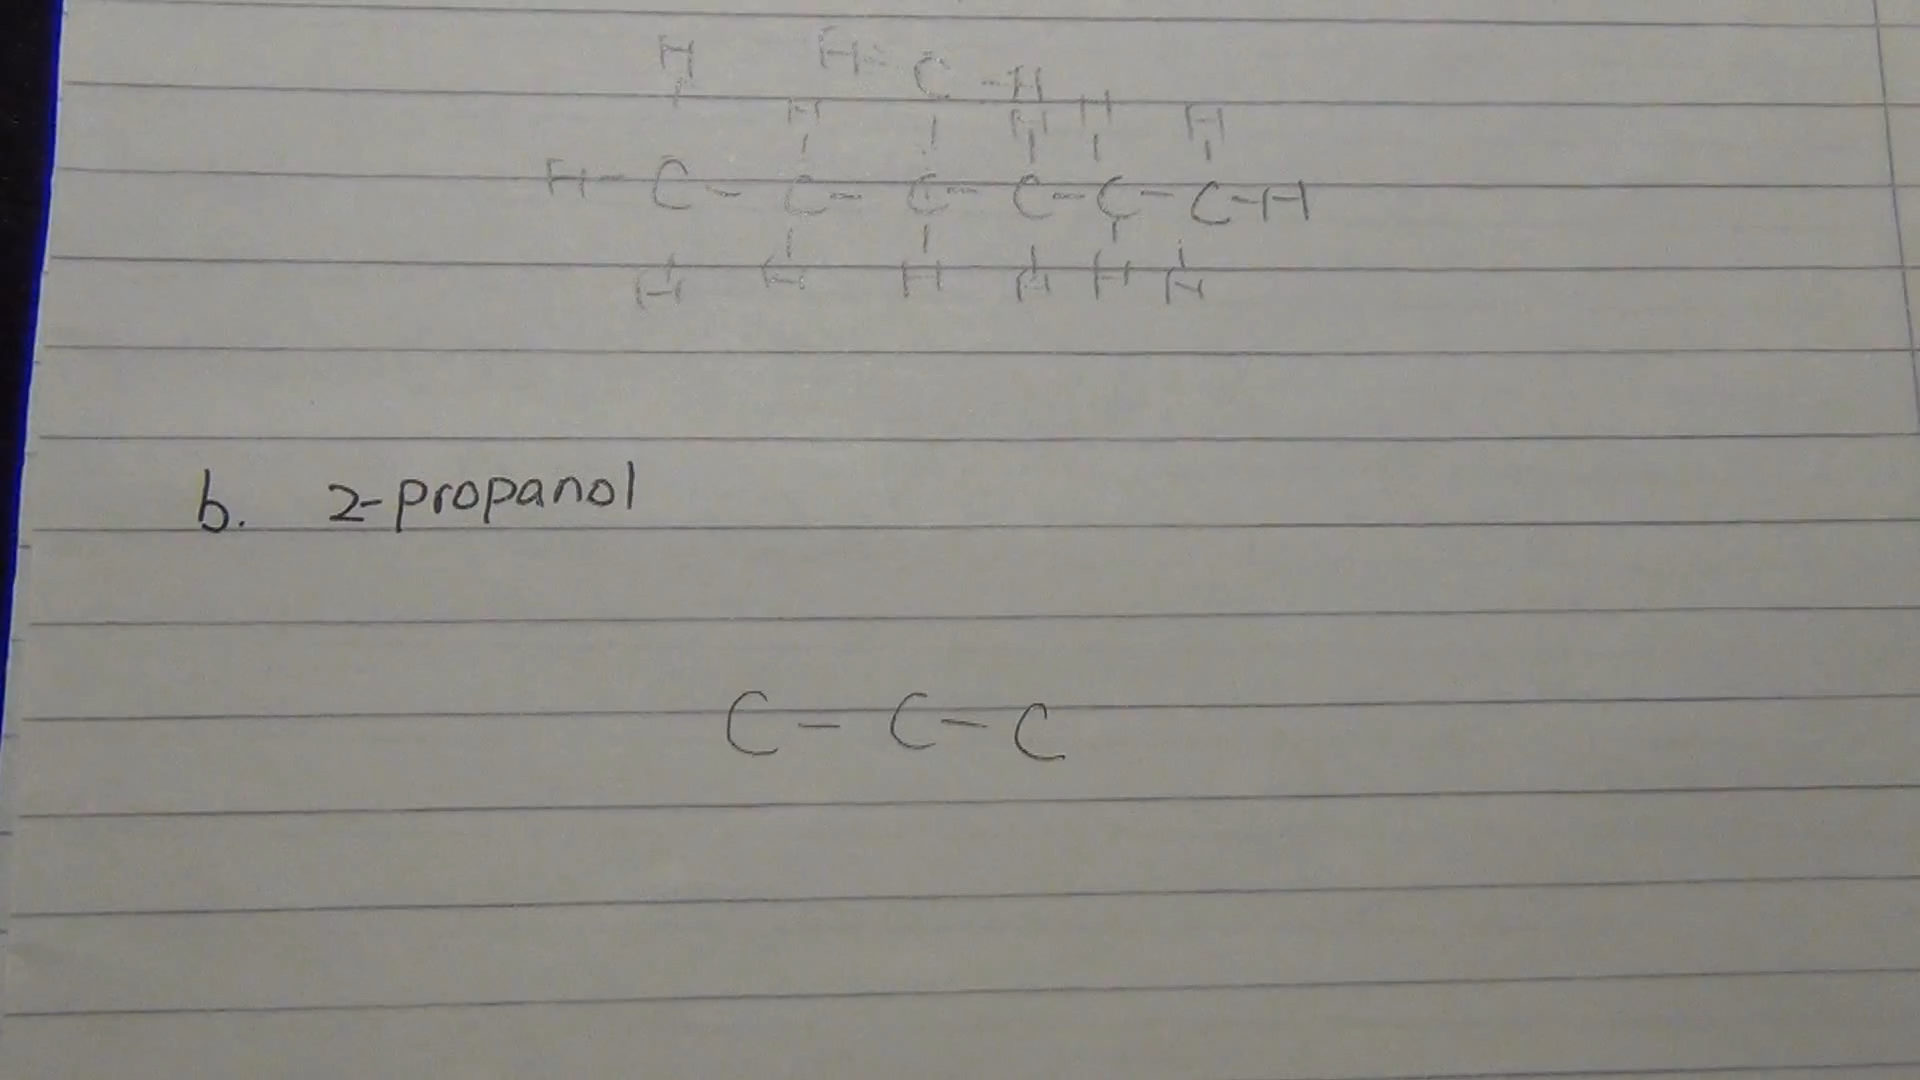 H H- C -H
H H H H
H- C - C - C - C - C - C-H
H H H H H H
b. 2-propanol
C - C - C